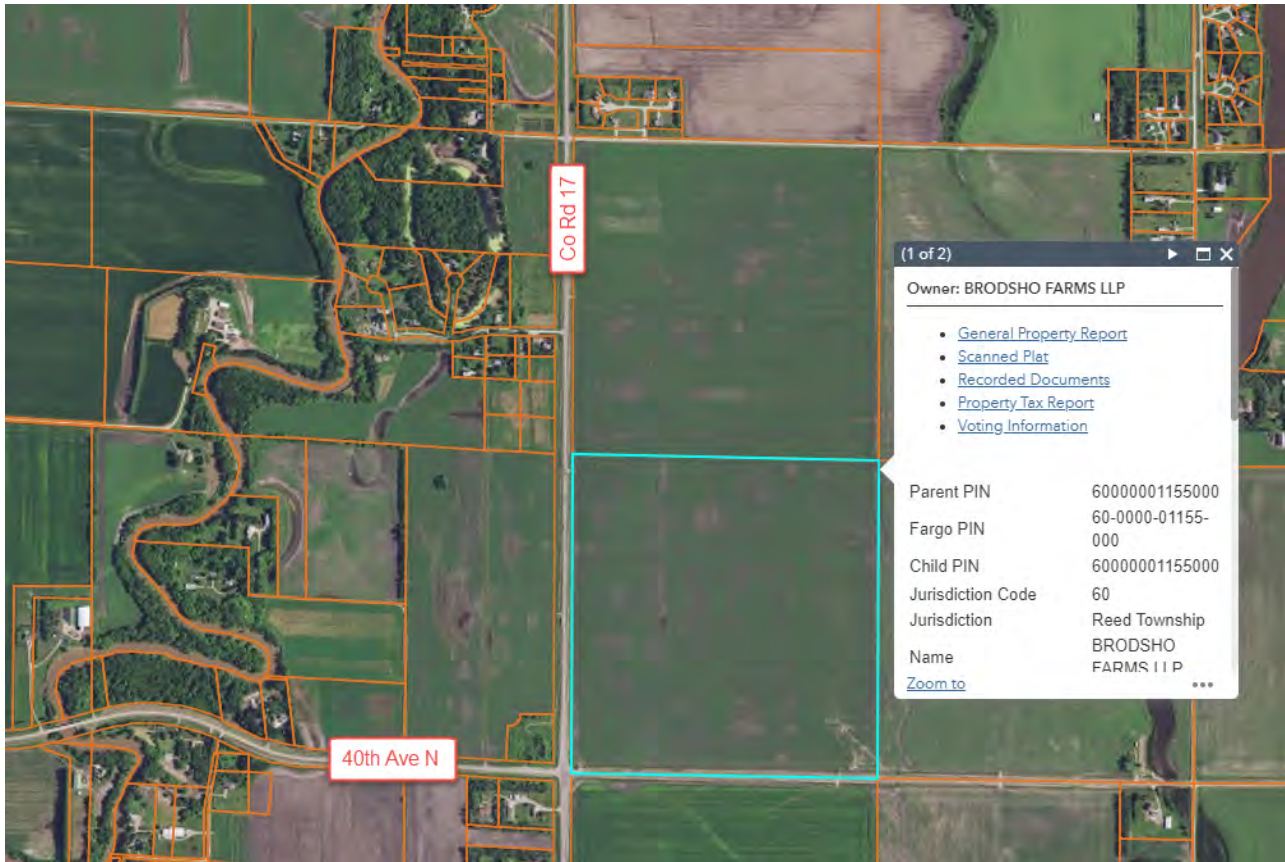 Co Rd 17
(1 of 2)
Owner: BRODSHO FARMS LLP
General Property Report
Scanned Plat
Recorded Documents
Property Tax Report
Voting Information
Parent PIN 60000001155000
Fargo PIN 60-0000-01155-
000
Child PIN 60000001155000
Jurisdiction Code 60
Jurisdiction Reed Township
Name BRODSHO
FARMS LLP
Zoom to
40th Ave N